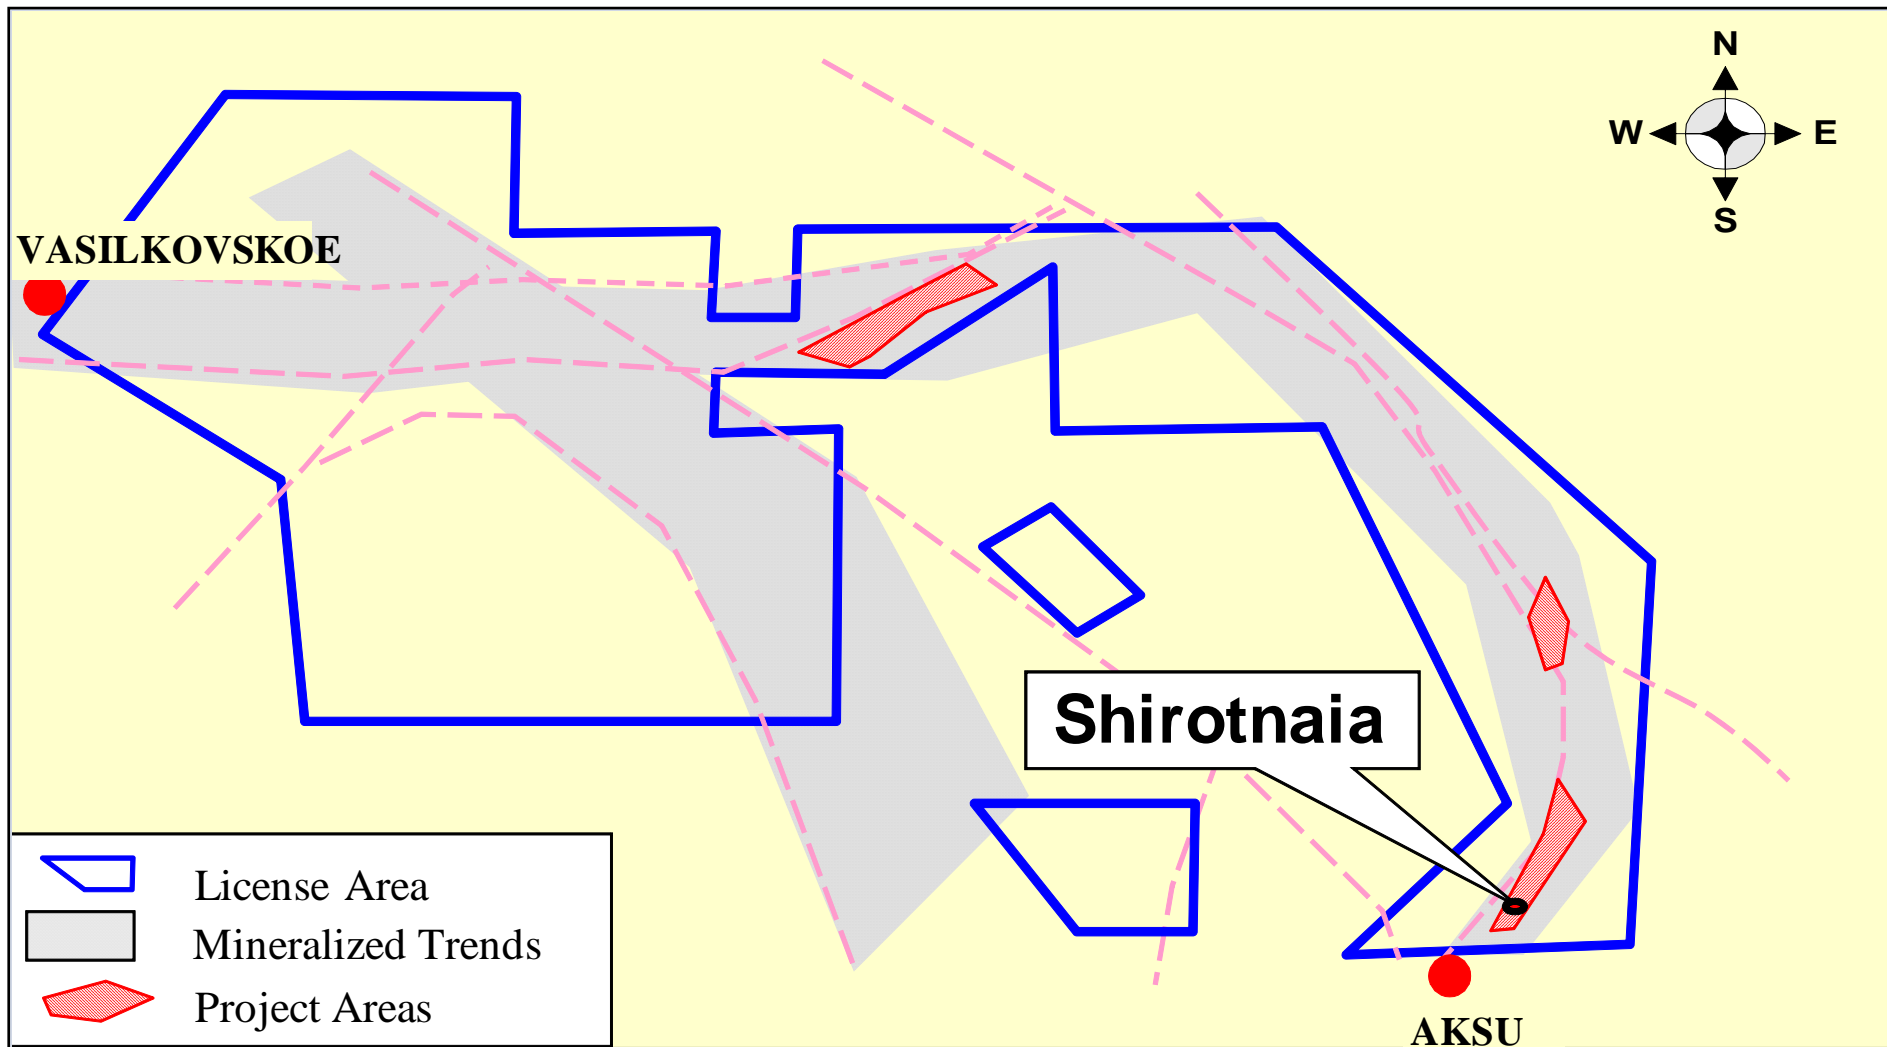 N
W E
S
VASILKOVSKOE
Shirotnaia
License Area
Mineralized Trends
Project Areas
AKSU